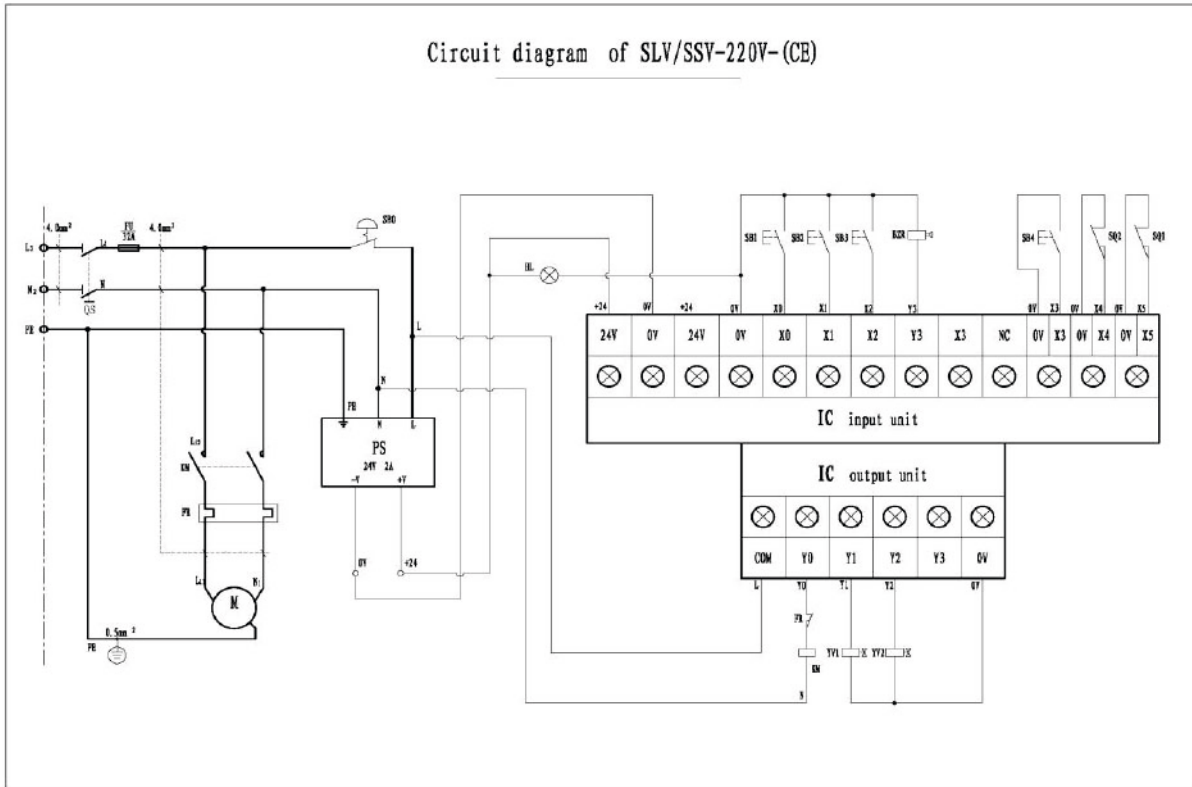 Circuit diagram of SLV/SSV-220V-(CE)
4.0mm²
FU
32A
4.0mm²
SB0
L1
N
QS
PE
HL
SB1
SB2
SB3
BZR
SB4
SQ2
SQ1
+24
0V
+24
0V
X0
X1
X2
Y3
0V
X3
0V
X4
0V
X5
24V
0V
24V
0V
X0
X1
X2
Y3
X3
NC
0V
X3
0V
X4
0V
X5
IC input unit
L
N
PE
N
L
PS
24V 2A
-V
+V
KM
FR
0V
+24
M
0.5mm²
PE
IC output unit
COM
Y0
Y1
Y2
Y3
0V
L
Y0
Y1
Y2
0V
FR
KM
YV1
YV2
N